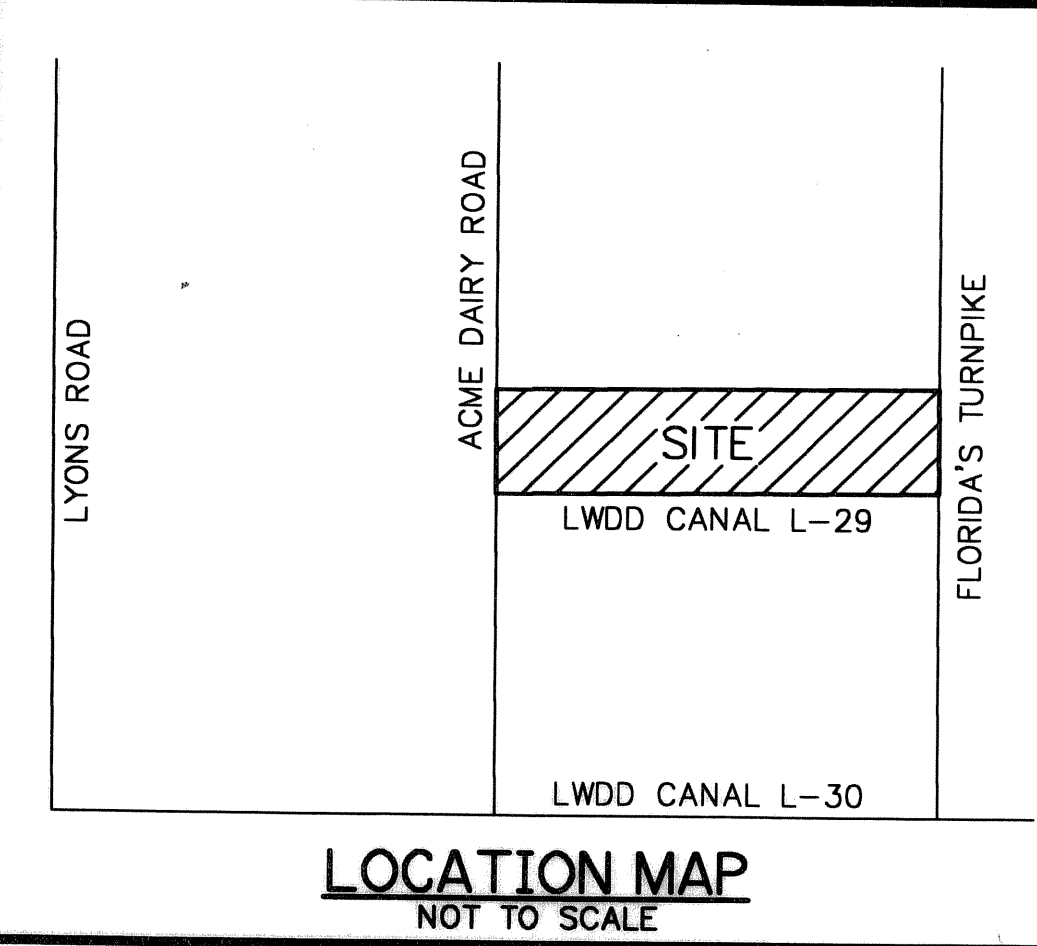 LYONS ROAD
ACME DAIRY ROAD
FLORIDA'S TURNPIKE
SITE
LWDD CANAL L-29
LWDD CANAL L-30
LOCATION MAP
NOT TO SCALE